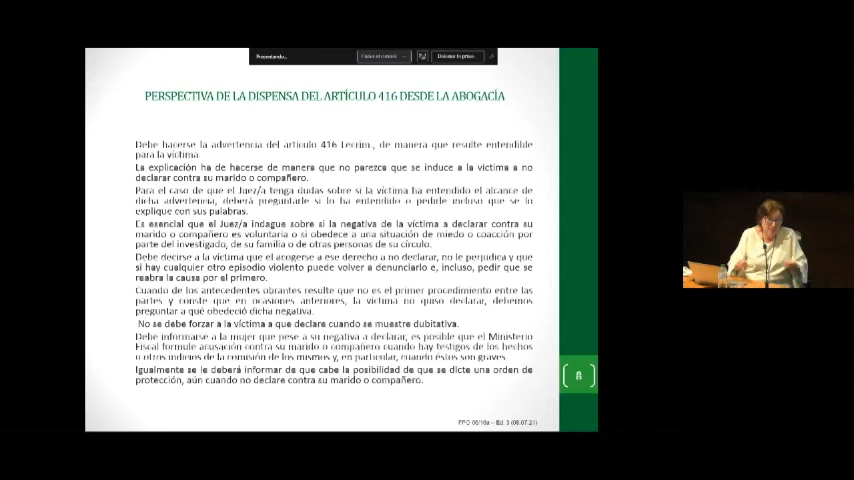 Presentando...
PERSPECTIVA DE LA DISPENSA DEL ARTÍCULO 416 DESDE LA ABOGACÍA
Debe hacerse la advertencia del artículo 416 Lecrim., de manera que resulte entendible
para la víctima
La explicación ha de hacerse de manera que no parezca que se induce a la víctima a no
declarar contra su marido o compañero.
Para el caso de que el Juez/a tenga dudas sobre si la víctima ha entendido el alcance de
dicha advertencia, deberá preguntarle si lo ha entendido o pedirle incluso que se lo
explique con sus palabras.
Es esencial que el Juez/a indague sobre si la negativa de la víctima a declarar contra su
marido o compañero es voluntaria o si obedece a una situación de miedo o coacción por
parte del investigado, de su familia o de otras personas de su círculo.
Debe decirse a la víctima que el acogerse a ese derecho a no declarar, no le perjudica y que
si hay cualquier otro episodio violento puede volver a denunciarlo e, incluso, pedir que se
reabra la causa por el primero.
Cuando de los antecedentes obrantes resulte que no es el primer procedimiento entre las
partes y conste que en ocasiones anteriores, la víctima no quiso declarar, debemos
preguntar a qué obedeció dicha negativa.
No se debe forzar a la víctima a que declare cuando se muestre dubitativa.
Debe informarse a la mujer que pese a su negativa a declarar, es posible que el Ministerio
Fiscal formule acusación contra su marido o compañero cuando hay testigos de los hechos
u otros indicios de la comisión de los mismos y, en particular, cuando éstos son graves
Igualmente se le deberá informar de que cabe la posibilidad de que se dicte una orden de
protección, aún cuando no declare contra su marido o compañero.
8
(08.07.21)